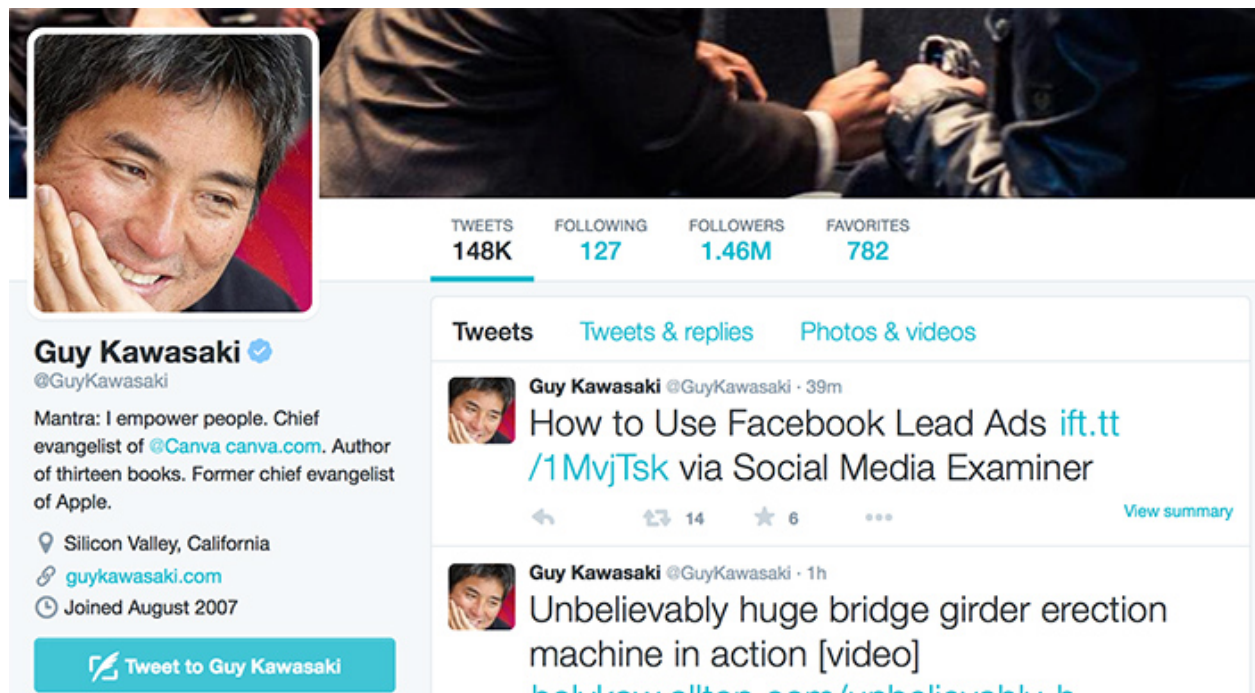 TWEETS FOLLOWING FOLLOWERS FAVORITES
148K 127 1.46M 782
Guy Kawasaki
@GuyKawasaki
Mantra: I empower people. Chief
evangelist of @Canva canva.com. Author
of thirteen books. Former chief evangelist
of Apple.
Silicon Valley, California
guykawasaki.com
Joined August 2007
Tweet to Guy Kawasaki
Tweets Tweets & replies Photos & videos
Guy Kawasaki @GuyKawasaki · 39m
How to Use Facebook Lead Ads ift.tt
/1MvjTsk via Social Media Examiner
14 6
View summary
Guy Kawasaki @GuyKawasaki · 1h
Unbelievably huge bridge girder erection
machine in action [video]